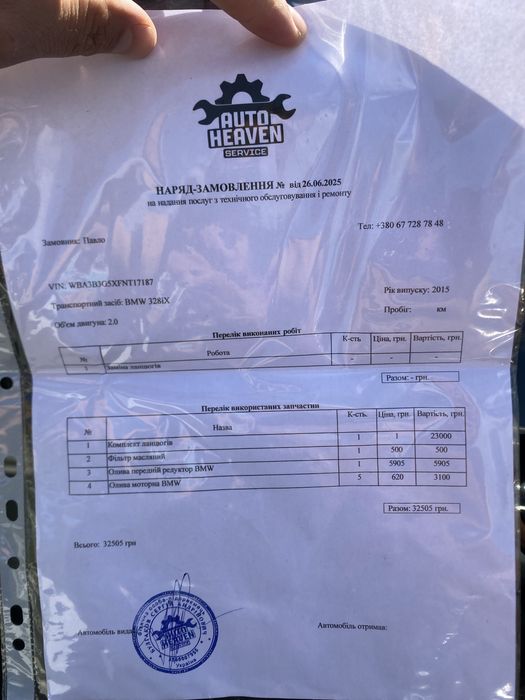 AUTO
HEAVEN
SERVICE
НАРЯД-ЗАМОВЛЕННЯ № від 26.06.2025
на надання послуг з технічного обслуговування і ремонту
Тел: +380 67 728 78 48
Замовник: Павло
VIN: WBA3B3G5XFNT17187
Рік випуску: 2015
Транспортний засіб: BMW 328iX
Пробіг: км
Об'єм двигуна: 2.0
Перелік виконаних робіт
№ Робота К-сть Ціна, грн. Вартість, грн.
Заміна ланцюгів - - -
Разом: - грн.
Перелік використаних запчастин
№ Назва К-сть. Ціна, грн. Вартість, грн.
1 Комплект ланцюгів 1 1 23000
2 Фільтр масляний 1 500 500
3 Олива передній редуктор BMW 1 5905 5905
4 Олива моторна BMW 5 620 3100
Разом: 32505 грн.
Всього: 32505 грн
AUTO
HEAVEN
Україна
Автомобіль
Автомобіль отримав: